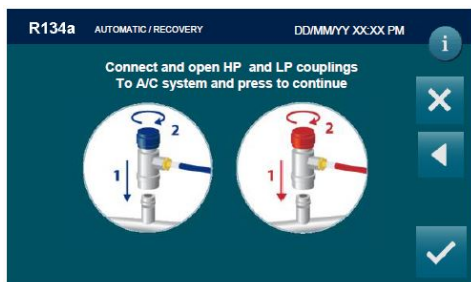 R134a AUTOMATIC / RECOVERY DD/MM/YY XX:XX PM
i
Connect and open HP and LP couplings
To A/C system and press to continue
2 2
1 1